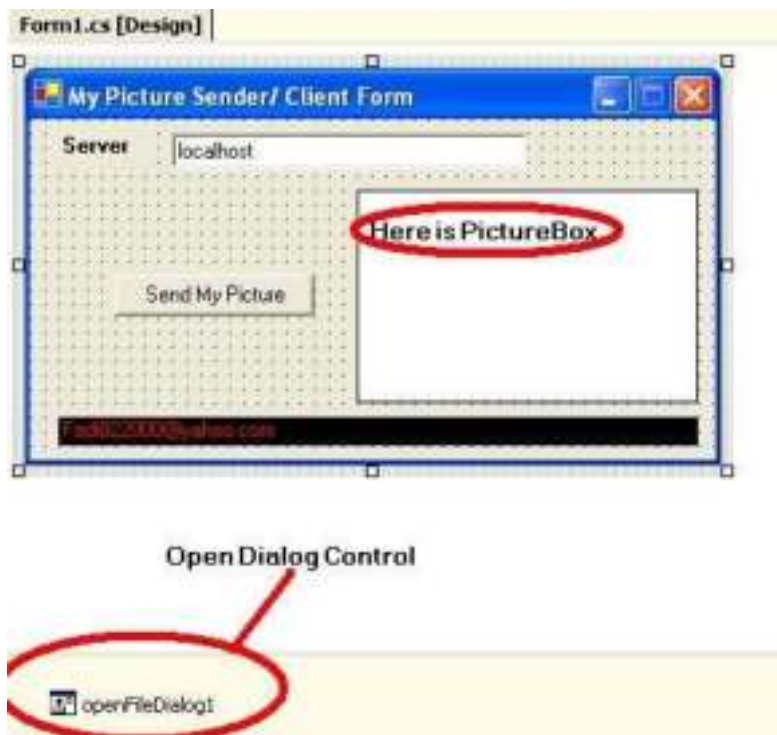 Form1.cs [Design]
My Picture Sender/ Client Form
Server
localhost
Here is PictureBox
Send My Picture
Open Dialog Control
openFileDialog1